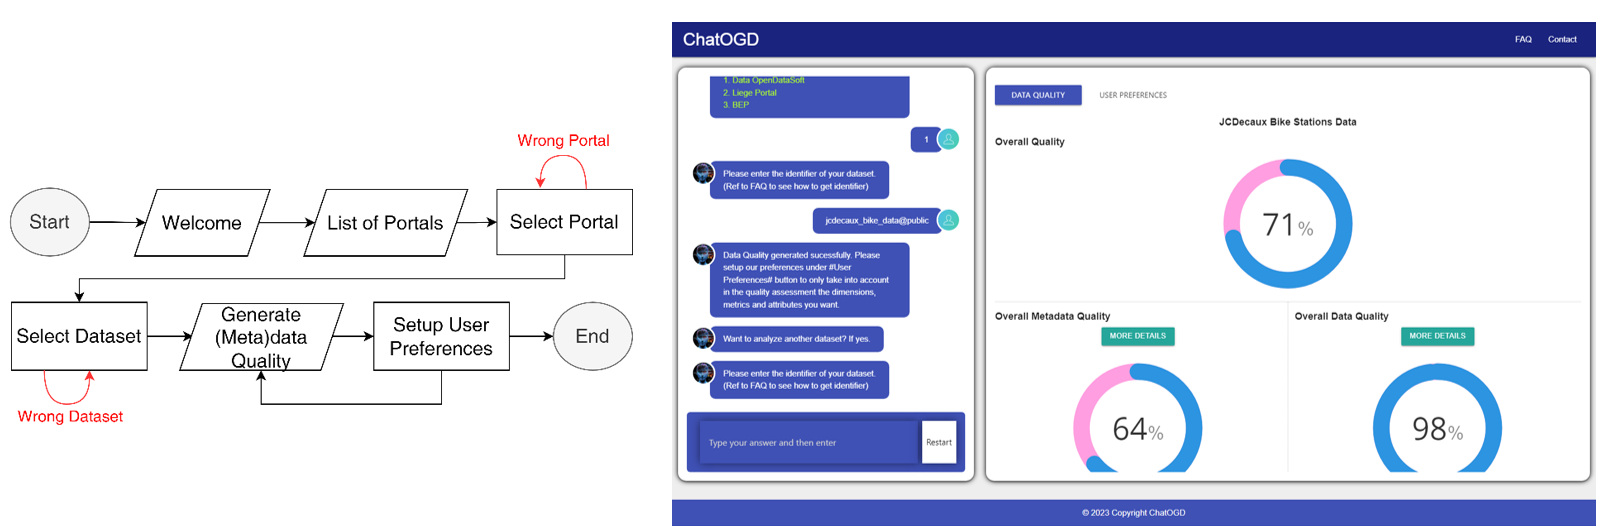 Wrong Portal
Start
Welcome
List of Portals
Select Portal
Select Dataset
Generate
(Meta)data
Quality
Setup User
Preferences
End
Wrong Dataset
ChatOGD
FAQ
Contact
1. Data OpenDataSoft
2. Liege Portal
3. BEP
1
Please enter the identifier of your dataset.
(Ref to FAQ to see how to get identifier)
jcdecaux_bike_data@public
Data Quality generated sucessfully. Please
setup our preferences under #User
Preferences# button to only take into account
in the quality assessment the dimensions,
metrics and attributes you want.
Want to analyze another dataset? If yes.
Please enter the identifier of your dataset.
(Ref to FAQ to see how to get identifier)
Type your answer and then enter
Restart
DATA QUALITY
USER PREFERENCES
JCDecaux Bike Stations Data
Overall Quality
71%
Overall Metadata Quality
MORE DETAILS
64%
Overall Data Quality
MORE DETAILS
98%
© 2023 Copyright ChatOGD